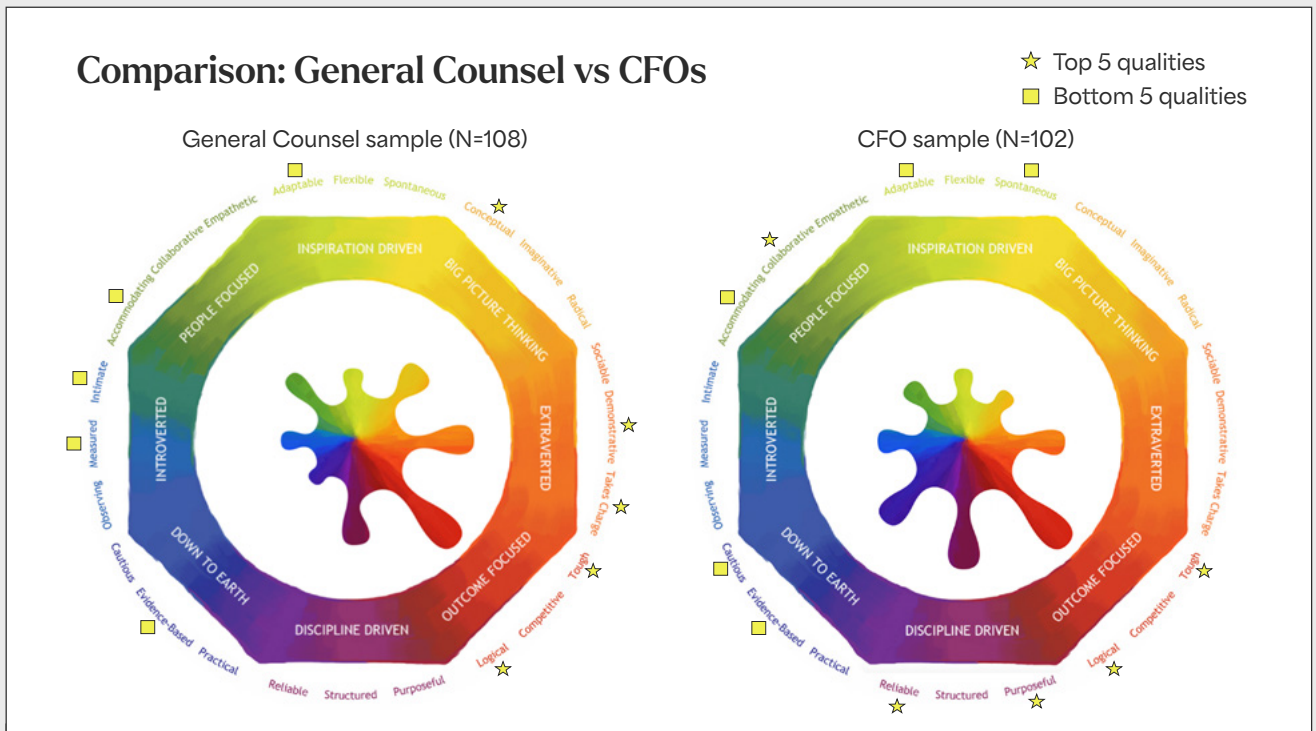 Comparison: General Counsel vs CFOs
Top 5 qualities
Bottom 5 qualities
General Counsel sample (N=108)
Adaptable Flexible Spontaneous
Conceptual Imaginative Radical
Sociable Demonstrative Takes Charge
Tough Competitive Logical
Purposeful Structured Reliable
Practical Evidence-Based Cautious
Observing Measured Intimate
Accommodating Collaborative Empathetic
INSPIRATION DRIVEN
BIG PICTURE THINKING
EXTRAVERTED
OUTCOME FOCUSED
DISCIPLINE DRIVEN
DOWN TO EARTH
INTROVERTED
PEOPLE FOCUSED
CFO sample (N=102)
Adaptable Flexible Spontaneous
Conceptual Imaginative Radical
Sociable Demonstrative Takes Charge
Tough Competitive Logical
Purposeful Structured Reliable
Practical Evidence-Based Cautious
Observing Measured Intimate
Accommodating Collaborative Empathetic
INSPIRATION DRIVEN
BIG PICTURE THINKING
EXTRAVERTED
OUTCOME FOCUSED
DISCIPLINE DRIVEN
DOWN TO EARTH
INTROVERTED
PEOPLE FOCUSED